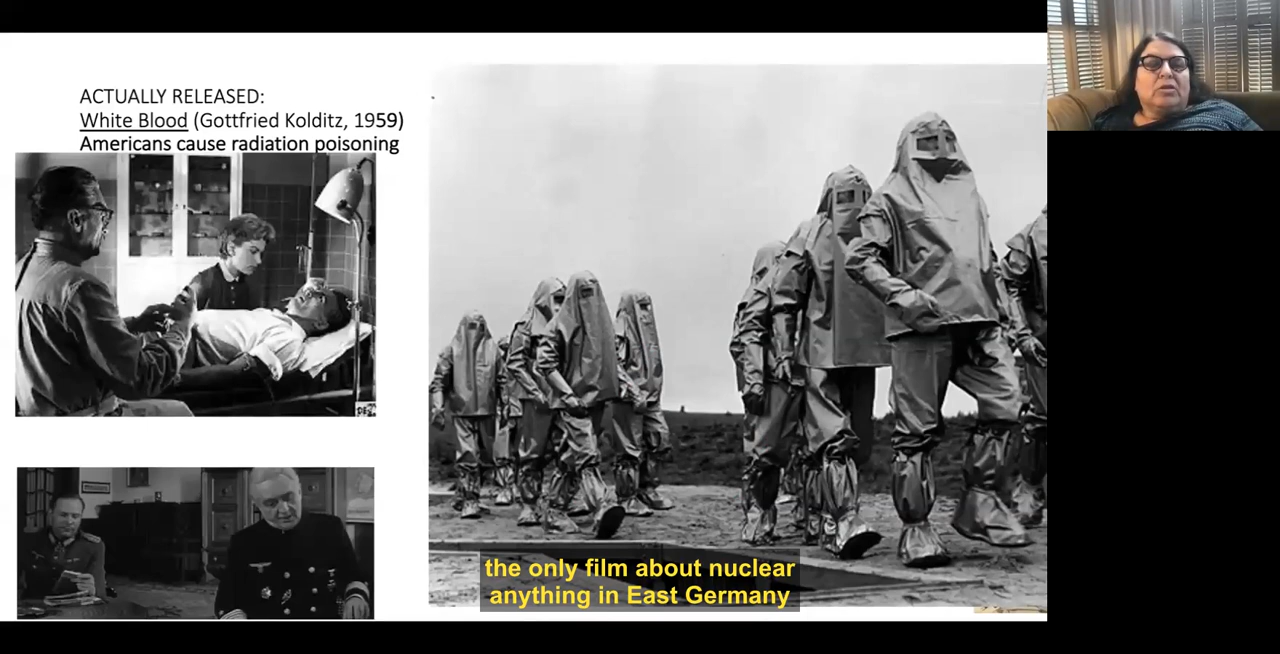 ACTUALLY RELEASED:
White Blood (Gottfried Kolditz, 1959)
Americans cause radiation poisoning
the only film about nuclear
anything in East Germany